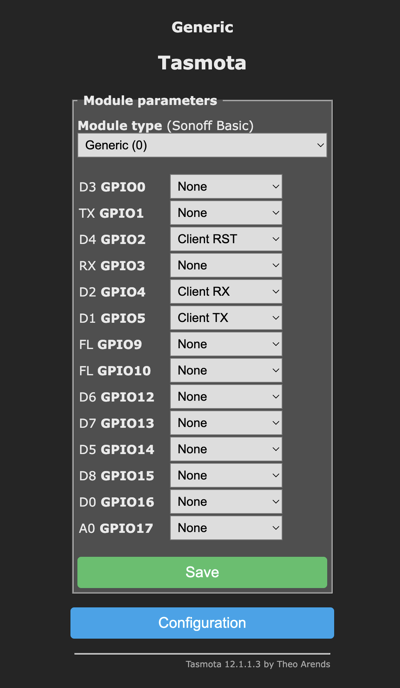 Generic
Tasmota
Module parameters
Module type (Sonoff Basic)
Generic (0)
D3 GPIO0 None
TX GPIO1 None
D4 GPIO2 Client RST
RX GPIO3 None
D2 GPIO4 Client RX
D1 GPIO5 Client TX
FL GPIO9 None
FL GPIO10 None
D6 GPIO12 None
D7 GPIO13 None
D5 GPIO14 None
D8 GPIO15 None
D0 GPIO16 None
A0 GPIO17 None
Save
Configuration
Tasmota 12.1.1.3 by Theo Arends